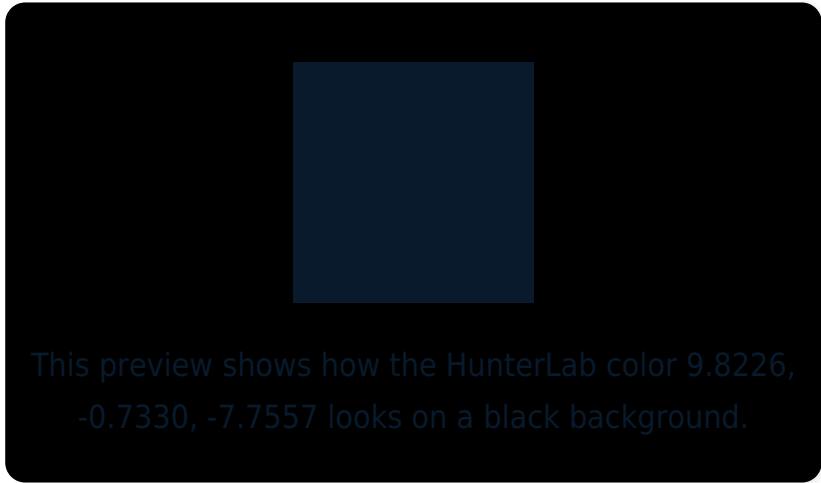 This preview shows how the HunterLab color 9.8226,
-0.7330, -7.7557 looks on a black background.